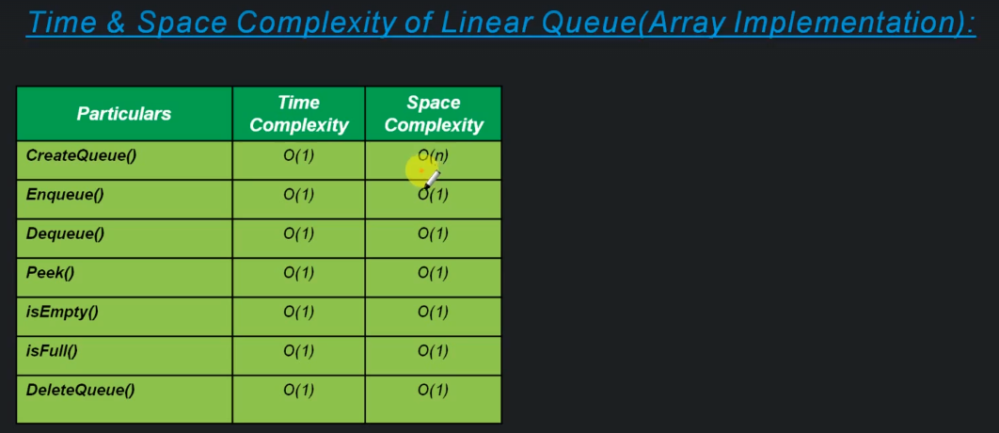 Time & Space Complexity of Linear Queue(Array Implementation):
Particulars Time Complexity Space Complexity
CreateQueue() O(1) O(n)
Enqueue() O(1) O(1)
Dequeue() O(1) O(1)
Peek() O(1) O(1)
isEmpty() O(1) O(1)
isFull() O(1) O(1)
DeleteQueue() O(1) O(1)